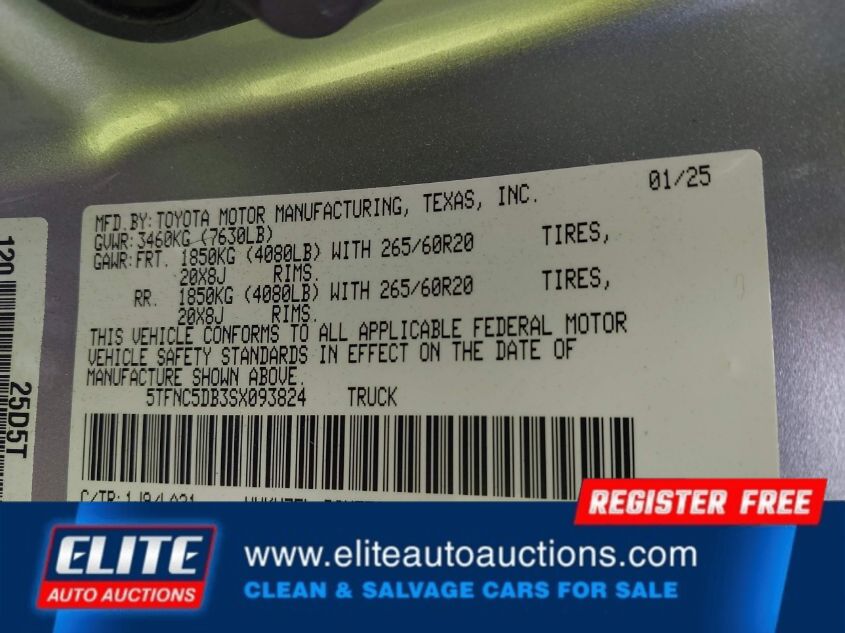 MFD.BY:TOYOTA MOTOR MANUFACTURING, TEXAS, INC. 01/25
GVWR:3460KG (7630LB)
GAWR:FRT. 1850KG (4080LB) WITH 265/60R20 TIRES,
20X8J RIMS.
RR. 1850KG (4080LB) WITH 265/60R20 TIRES,
20X8J RIMS.
THIS VEHICLE CONFORMS TO ALL APPLICABLE FEDERAL MOTOR
VEHICLE SAFETY STANDARDS IN EFFECT ON THE DATE OF
MANUFACTURE SHOWN ABOVE.
5TFNC5DB3SX093824 TRUCK
C/TR:1J9/LA21
120
25D5T
REGISTER FREE
ELITE
AUTO AUCTIONS
www.eliteautoauctions.com
CLEAN & SALVAGE CARS FOR SALE